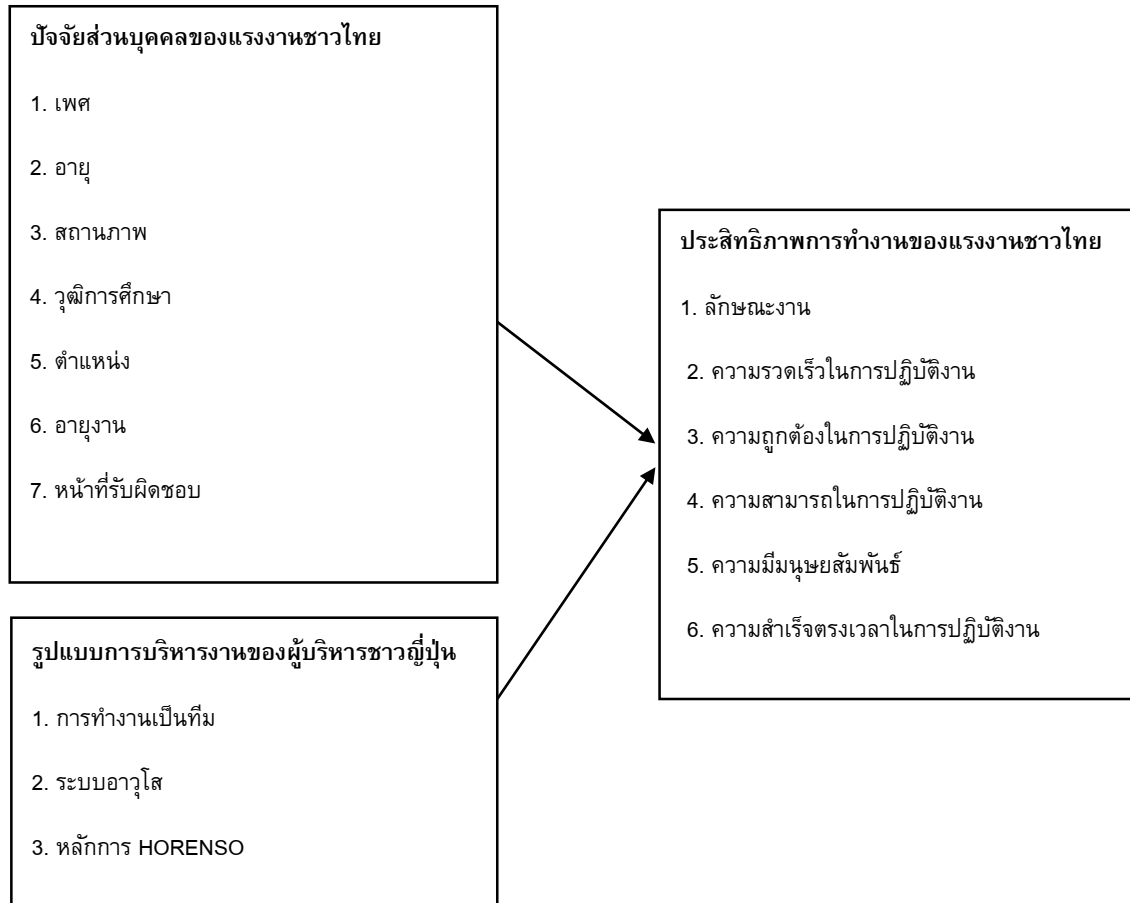 ปัจจัยส่วนบุคคลของแรงงานชาวไทย
1. เพศ
2. อายุ
3. สถานภาพ
4. วุฒิการศึกษา
5. ตำแหน่ง
6. อายุงาน
7. หน้าที่รับผิดชอบ
รูปแบบการบริหารงานของผู้บริหารชาวญี่ปุ่น
1. การทำงานเป็นทีม
2. ระบบอาวุโส
3. หลักการ HORENSO
ประสิทธิภาพการทำงานของแรงงานชาวไทย
1. ลักษณะงาน
2. ความรวดเร็วในการปฏิบัติงาน
3. ความถูกต้องในการปฏิบัติงาน
4. ความสามารถในการปฏิบัติงาน
5. ความมีมนุษยสัมพันธ์
6. ความสำเร็จตรงเวลาในการปฏิบัติงาน